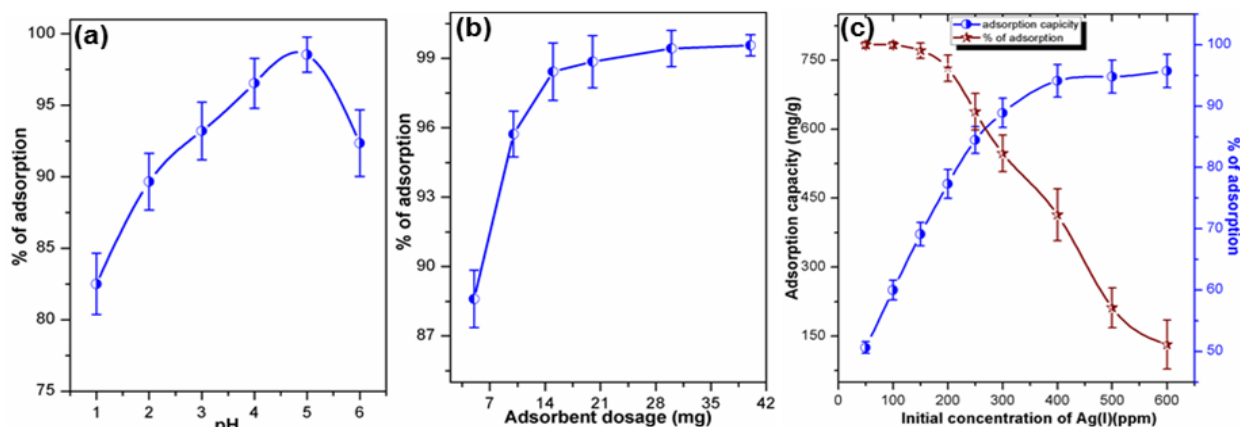 (a)
% of adsorption
100
95
90
85
80
75
1 2 3 4 5 6
pH
(b)
% of adsorption
99
96
93
90
87
7 14 21 28 35 42
Adsorbent dosage (mg)
(c)
adsorption capicity
% of adsorption
Adsorption capacity (mg/g)
750
600
450
300
150
0 100 200 300 400 500 600
Initial concentration of Ag(I)(ppm)
100
90
80
70
60
50
% of adsorption